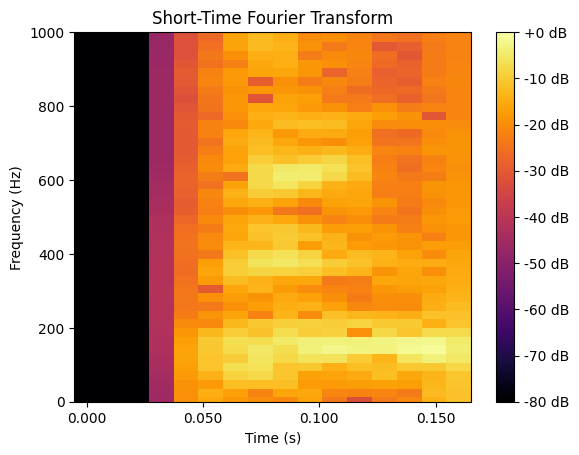 Short-Time Fourier Transform
1000
800
600
400
200
0
Frequency (Hz)
0.000
0.050
0.100
0.150
Time (s)
+0 dB
-10 dB
-20 dB
-30 dB
-40 dB
-50 dB
-60 dB
-70 dB
-80 dB